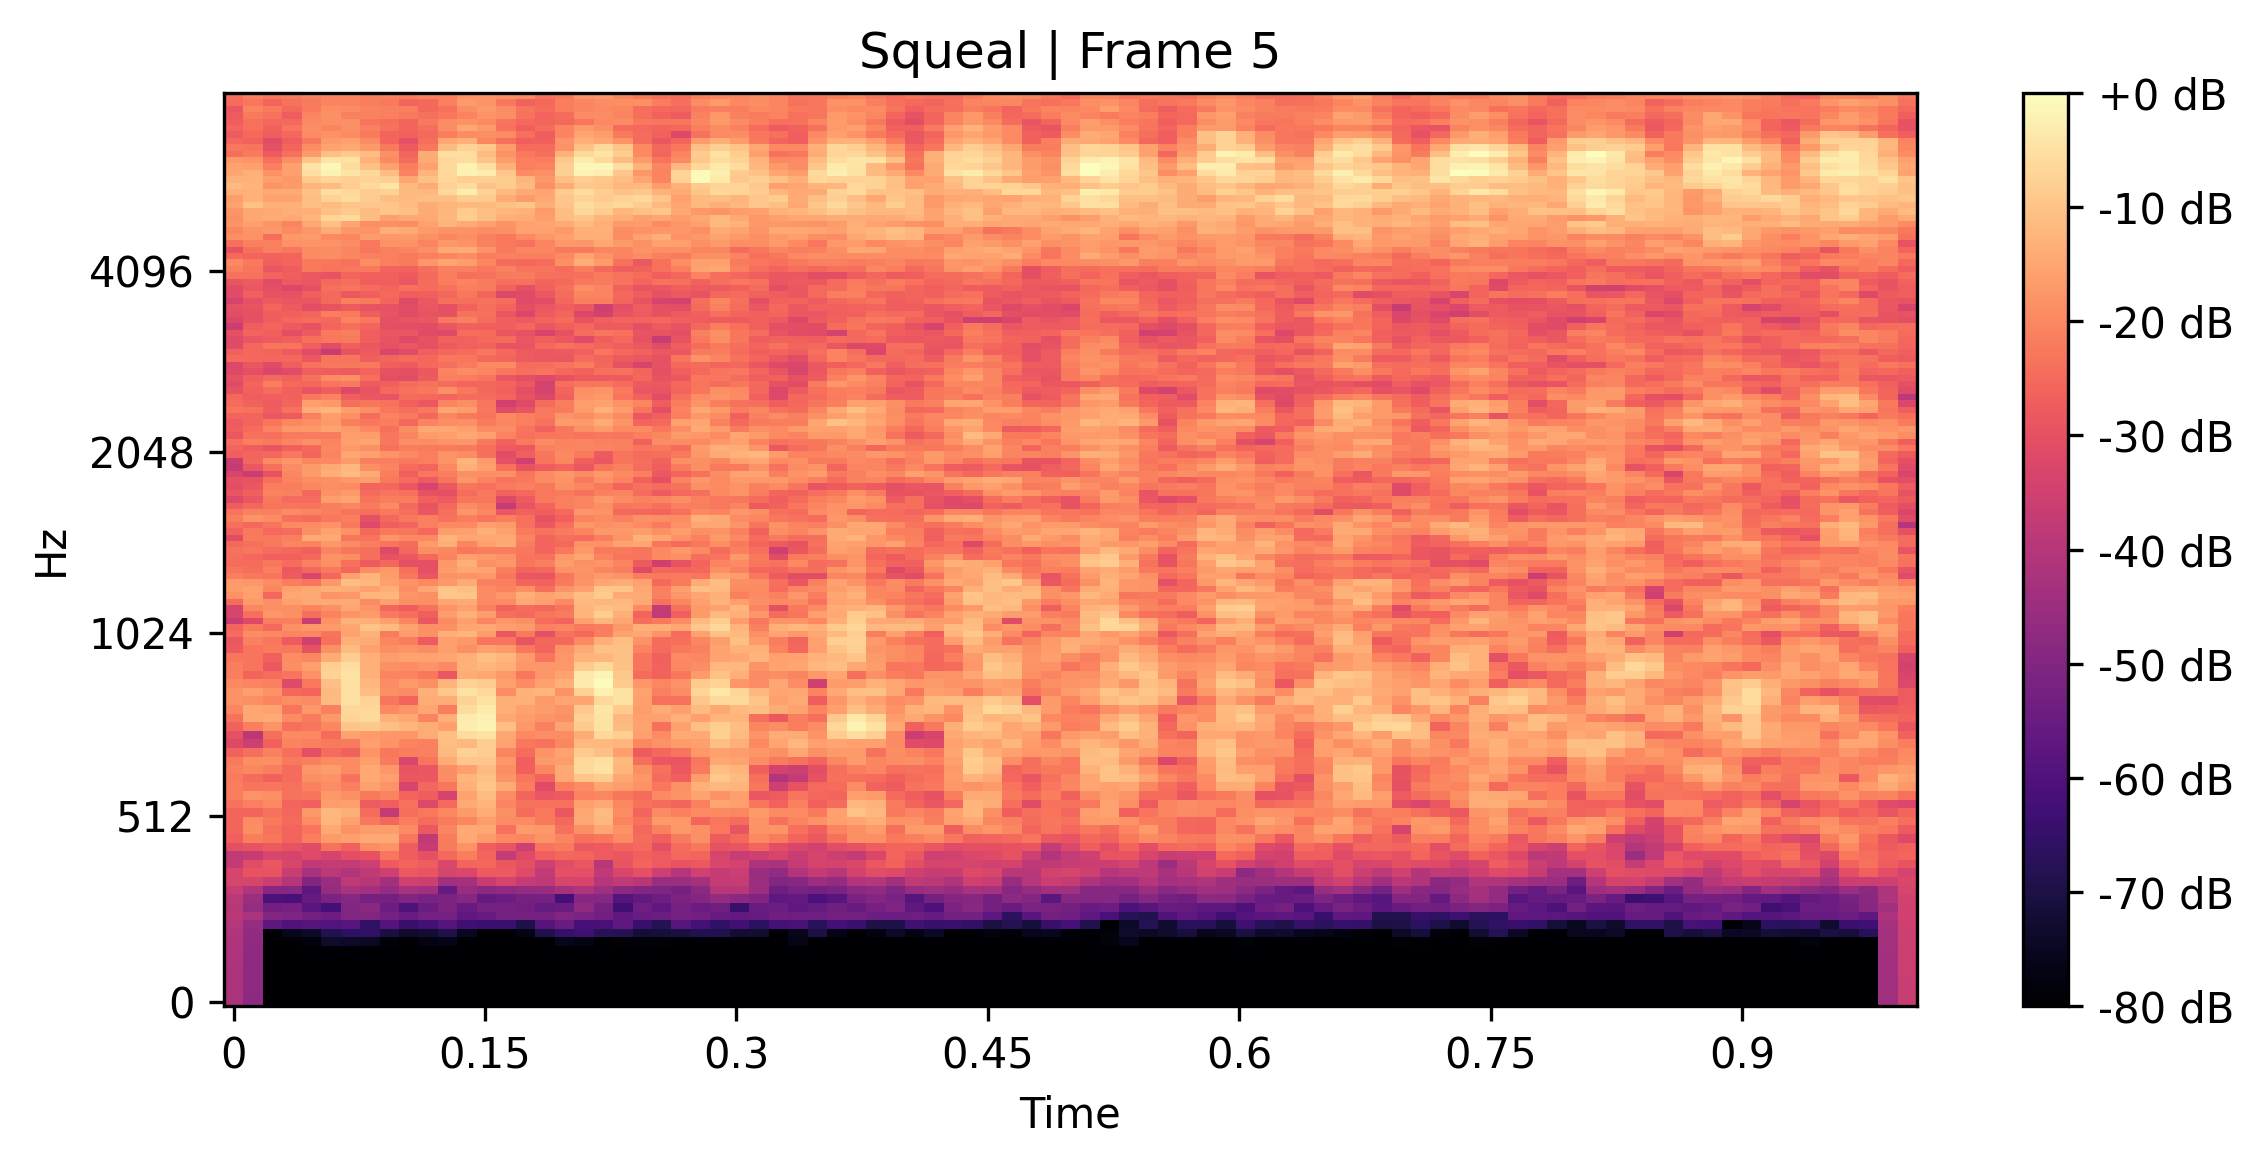 Squeal | Frame 5
+0 dB
-10 dB
4096
-20 dB
-30 dB
2048
-40 dB
Hz
1024
-50 dB
-60 dB
512
-70 dB
0
-80 dB
0 0.15 0.3 0.45 0.6 0.75 0.9
Time